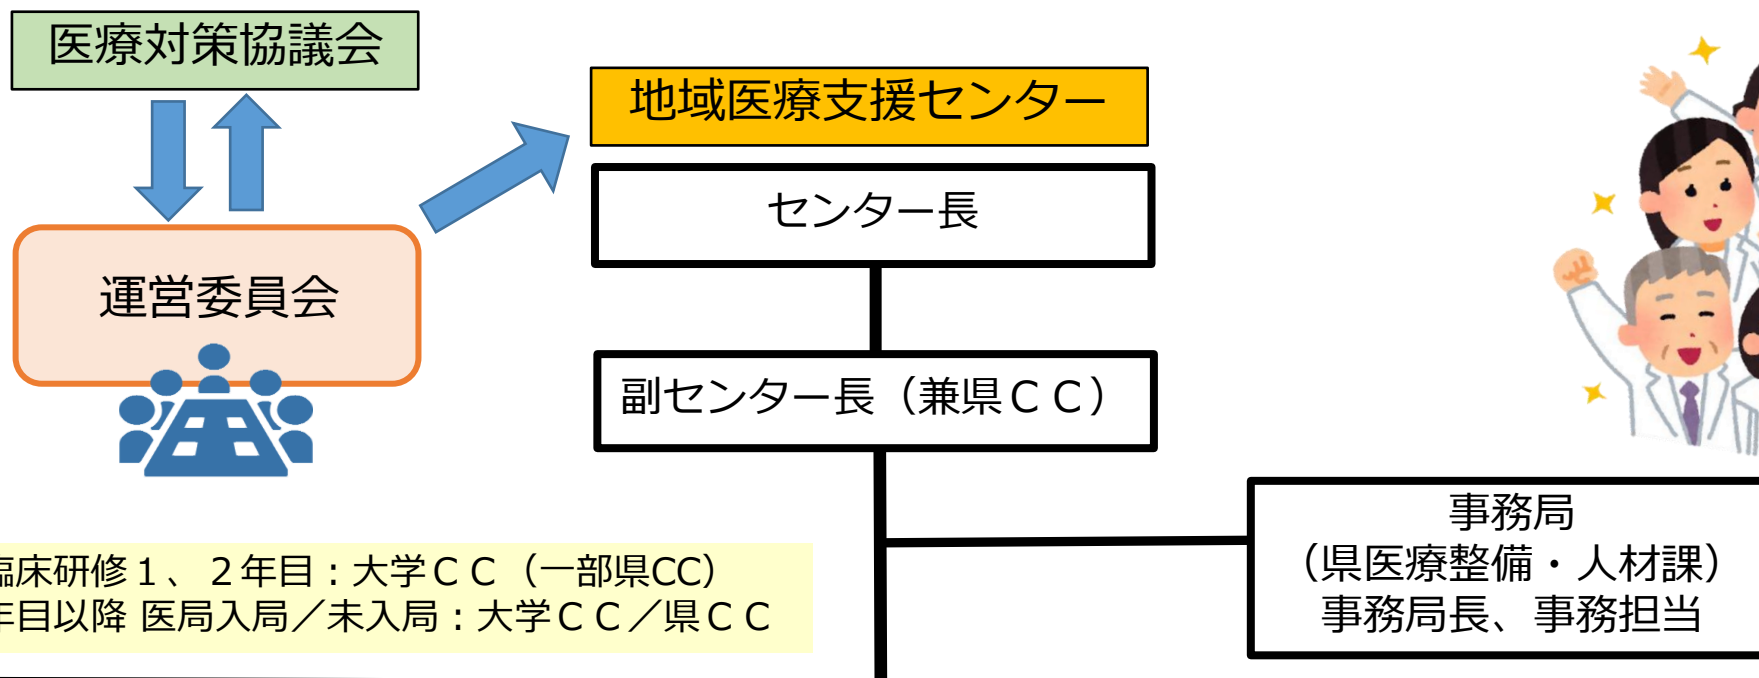 医療対策協議会
地域医療支援センター
センター長
運営委員会
副センター長（兼県ＣＣ）
事務局
（県医療整備・人材課）
事務局長、事務担当
臨床研修１、２年目：大学ＣＣ（一部県CC）
年目以降 医局入局／未入局：大学ＣＣ／県ＣＣ